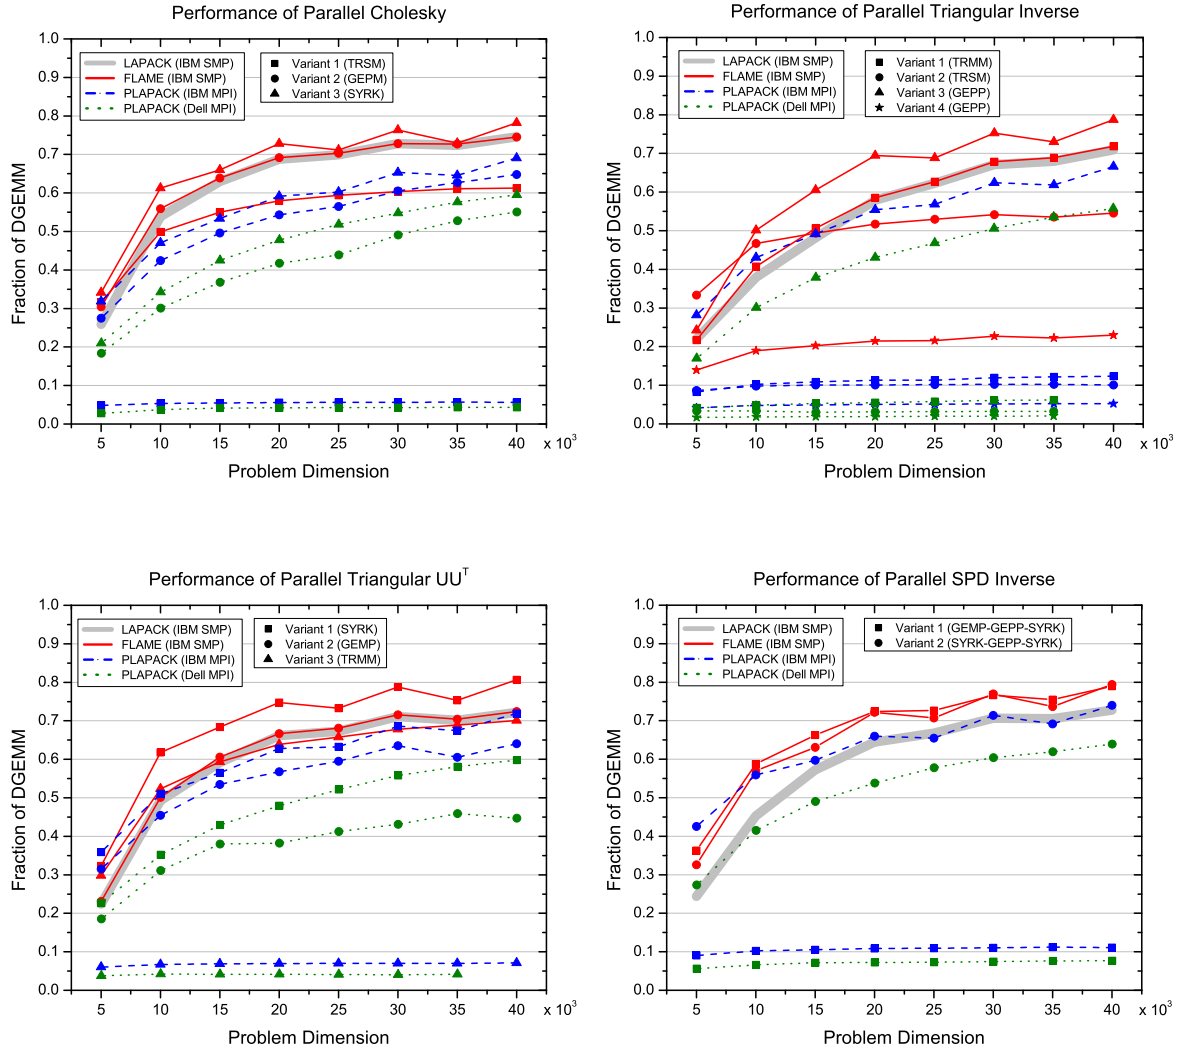 Performance of Parallel Cholesky
Fraction of DGEMM
1.0
0.9
0.8
0.7
0.6
0.5
0.4
0.3
0.2
0.1
0.0
LAPACK (IBM SMP)
FLAME (IBM SMP)
PLAPACK (IBM MPI)
PLAPACK (Dell MPI)
Variant 1 (TRSM)
Variant 2 (GEPM)
Variant 3 (SYRK)
5 10 15 20 25 30 35 40 x 10³
Problem Dimension
Performance of Parallel Triangular Inverse
Fraction of DGEMM
1.0
0.9
0.8
0.7
0.6
0.5
0.4
0.3
0.2
0.1
0.0
LAPACK (IBM SMP)
FLAME (IBM SMP)
PLAPACK (IBM MPI)
PLAPACK (Dell MPI)
Variant 1 (TRMM)
Variant 2 (TRSM)
Variant 3 (GEPP)
Variant 4 (GEPP)
5 10 15 20 25 30 35 40 x 10³
Problem Dimension
Performance of Parallel Triangular UUᵀ
Fraction of DGEMM
1.0
0.9
0.8
0.7
0.6
0.5
0.4
0.3
0.2
0.1
0.0
LAPACK (IBM SMP)
FLAME (IBM SMP)
PLAPACK (IBM MPI)
PLAPACK (Dell MPI)
Variant 1 (SYRK)
Variant 2 (GEMP)
Variant 3 (TRMM)
5 10 15 20 25 30 35 40 x 10³
Problem Dimension
Performance of Parallel SPD Inverse
Fraction of DGEMM
1.0
0.9
0.8
0.7
0.6
0.5
0.4
0.3
0.2
0.1
0.0
LAPACK (IBM SMP)
FLAME (IBM SMP)
PLAPACK (IBM MPI)
PLAPACK (Dell MPI)
Variant 1 (GEMP-GEPP-SYRK)
Variant 2 (SYRK-GEPP-SYRK)
5 10 15 20 25 30 35 40 x 10³
Problem Dimension